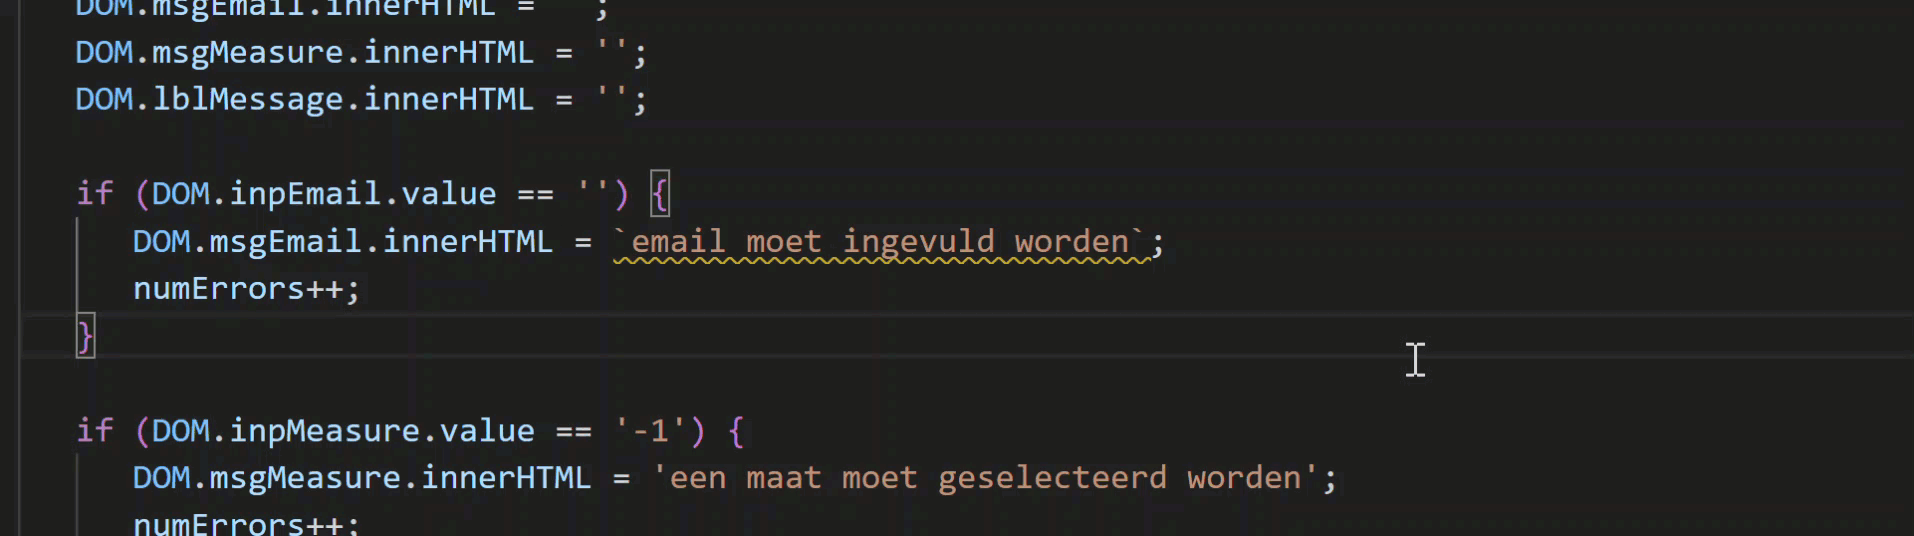 DOM.msgEmail.innerHTML = '';
DOM.msgMeasure.innerHTML = '';
DOM.lblMessage.innerHTML = '';
if (DOM.inpEmail.value == '') {
DOM.msgEmail.innerHTML = `email moet ingevuld worden`;
numErrors++;
}
if (DOM.inpMeasure.value == '-1') {
DOM.msgMeasure.innerHTML = 'een maat moet geselecteerd worden';
numErrors++;